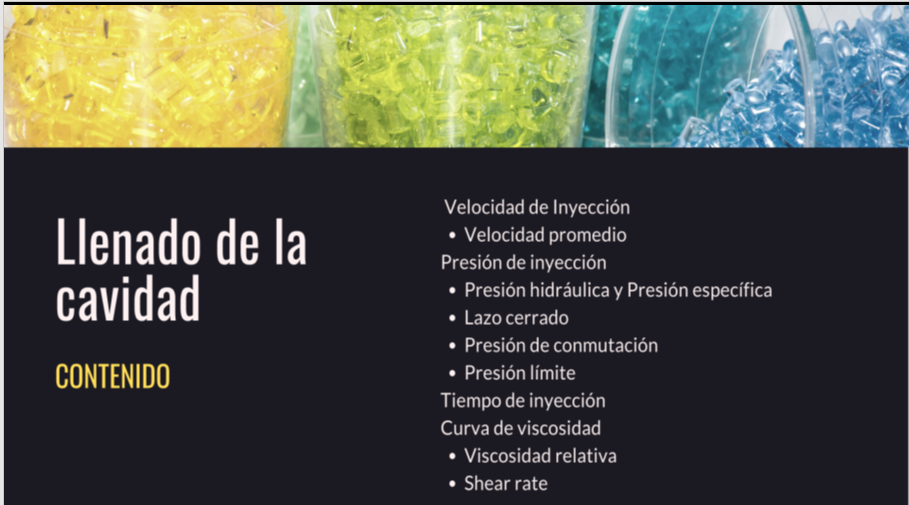 Llenado de la
cavidad
CONTENIDO
Velocidad de Inyección
• Velocidad promedio
Presión de inyección
• Presión hidráulica y Presión específica
• Lazo cerrado
• Presión de conmutación
• Presión límite
Tiempo de inyección
Curva de viscosidad
• Viscosidad relativa
• Shear rate